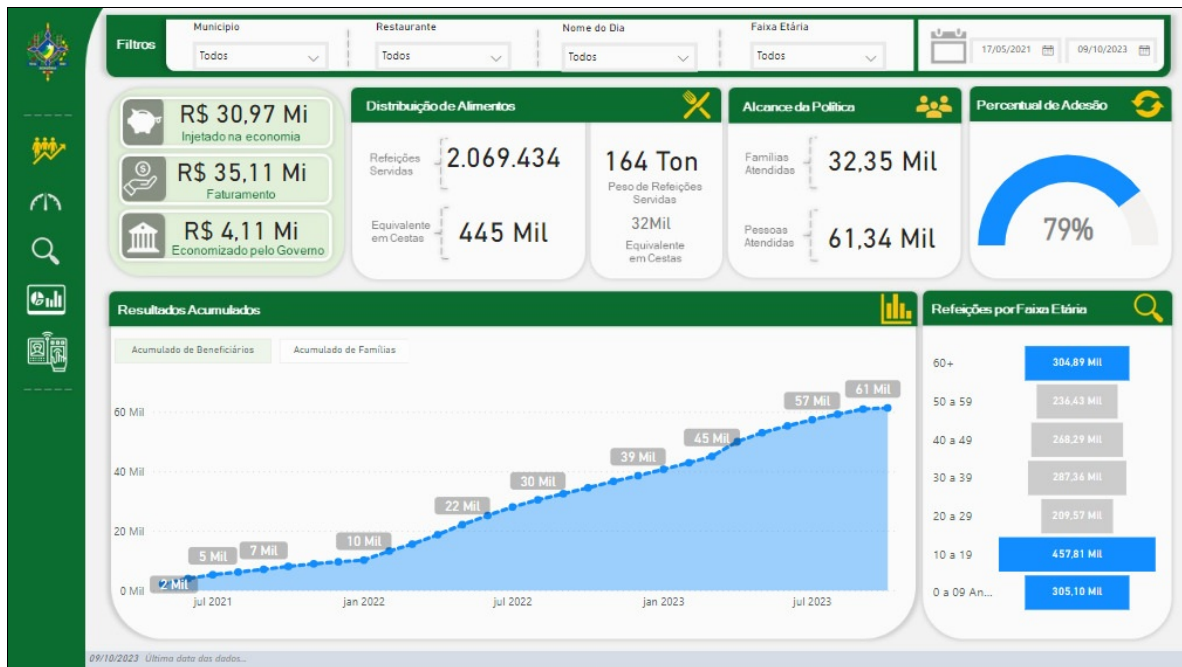 Filtros
Município
Todos
Restaurante
Todos
Nome do Dia
Todos
Faixa Etária
Todos
17/05/2021
09/10/2023
R$ 30,97 Mi
Injetado na economia
R$ 35,11 Mi
Faturamento
R$ 4,11 Mi
Economizado pelo Governo
Distribuição de Alimentos
Refeições
Servidas
2.069.434
Equivalente
em Cestas
445 Mil
164 Ton
Peso de Refeições
Servidas
32Mil
Equivalente
em Cestas
Alcance da Política
Famílias
Atendidas
32,35 Mil
Pessoas
Atendidas
61,34 Mil
Percentual de Adesão
79%
Resultados Acumulados
Acumulado de Beneficiários
Acumulado de Famílias
60 Mil
40 Mil
20 Mil
0 Mil
2 Mil
5 Mil
7 Mil
10 Mil
22 Mil
30 Mil
39 Mil
45 Mil
57 Mil
61 Mil
jul 2021
jan 2022
jul 2022
jan 2023
jul 2023
Refeições por Faixa Etária
60+
304,89 Mil
50 a 59
236,43 Mil
40 a 49
268,29 Mil
30 a 39
287,36 Mil
20 a 29
209,57 Mil
10 a 19
457,81 Mil
0 a 09 An...
305,10 Mil
09/10/2023 Última data dos dados...